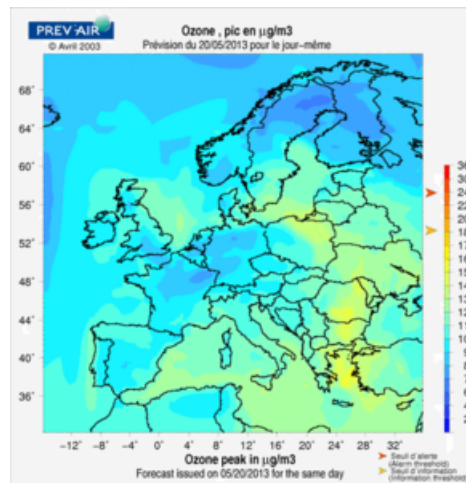 PREV'AIR
© Avril 2003
Ozone , pic en µg/m3
Prévision du 20/05/2013 pour le jour-même
68°
64°
60°
56°
52°
48°
44°
40°
36°
-12° -8° -4° 0° 4° 8° 12° 16° 20° 24° 28° 32°
Ozone peak in µg/m3
Forecast issued on 05/20/2013 for the same day
Seuil d'alerte
(Alarm threshold)
Seuil d'information
(Information threshold)